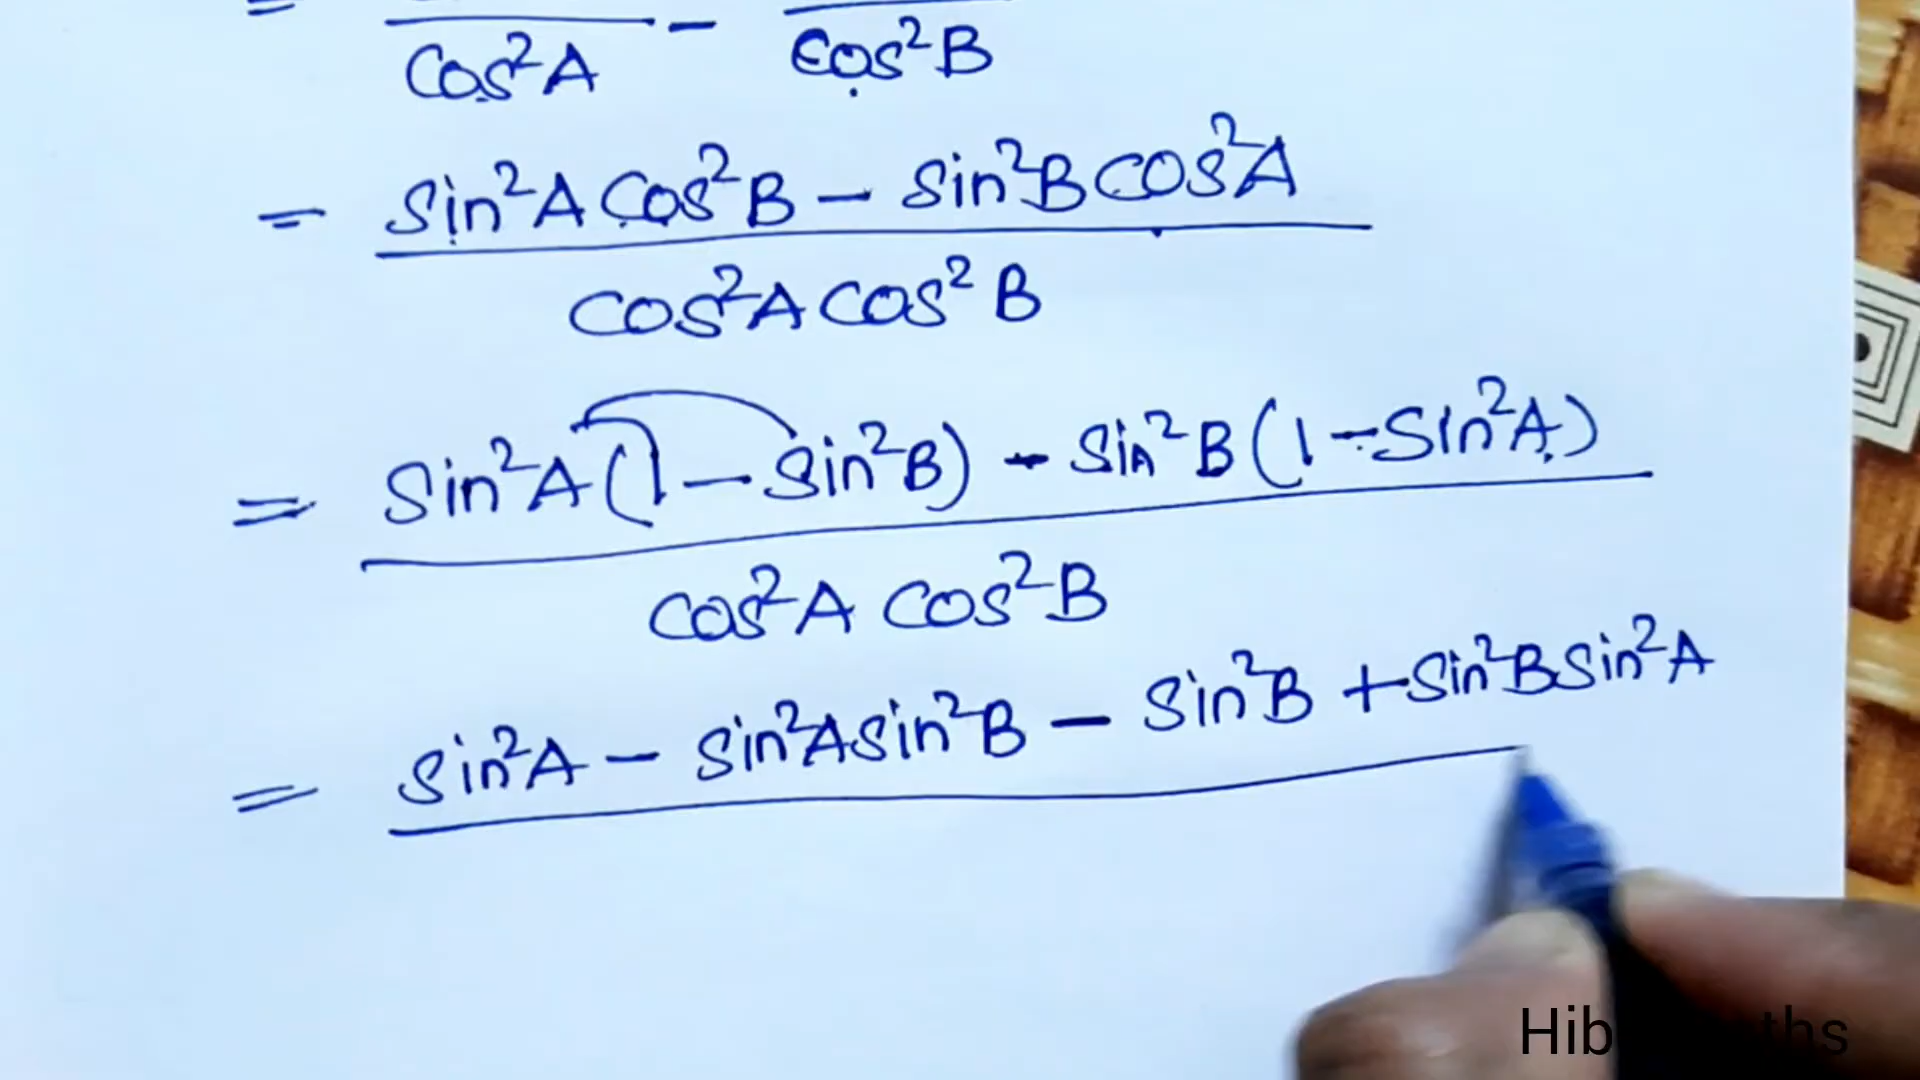 = -
Cos²A Cos²B
= Sin²A Cos²B - Sin²B Cos²A
Cos²A Cos²B
= Sin²A (1 - Sin²B) - Sin²B (1 - Sin²A)
Cos²A Cos²B
= Sin²A - Sin²A Sin²B - Sin²B + Sin²B Sin²A